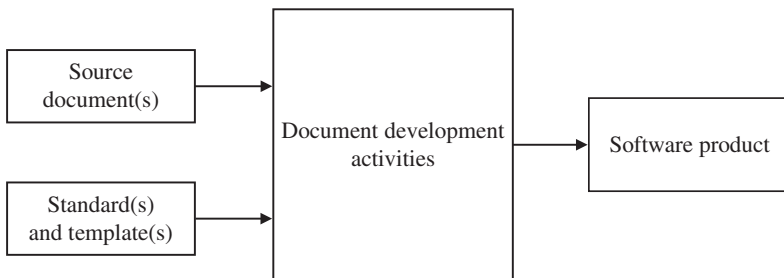 Source
document(s)
Standard(s)
and template(s)
Document development
activities
Software product